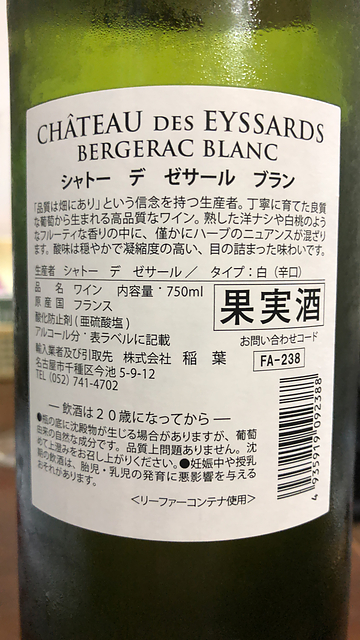 CHÂTEAU DES EYSSARDS
BERGERAC BLANC
シャトー デ ゼサール ブラン
「品質は畑にあり」という信念を持つ生産者。丁寧に育てた良質
な葡萄から生まれる高品質なワイン。熟した洋ナシや白桃のよう
なフルーティな香りの中に、僅かにハーブのニュアンスが混ざり
ます。酸味は穏やかで凝縮度の高い、目の詰まった味わいです。
生産者 シャトー デ ゼサール/ タイプ:白(辛口)
品 名 ワイン 内容量・750ml
原産国 フランス
酸化防止剤(亜硫酸塩)
アルコール分・表ラベルに記載
輸入業者及び引取先 株式会社 稲 葉
名古屋市千種区今池5-9-12
TEL(052)741-4702
果実酒
お問い合わせコード
FA-238
— 飲酒は20歳になってから —
●瓶の底に沈殿物が生じる場合がありますが、葡萄
由来の自然な成分です。品質上問題ありません。沈
めて上澄みをお召し上がりください。●妊娠中や授乳
期の飲酒は、胎児・乳児の発育に悪影響を与える
おそれがあります。
<リーファーコンテナ使用>
4935919092388